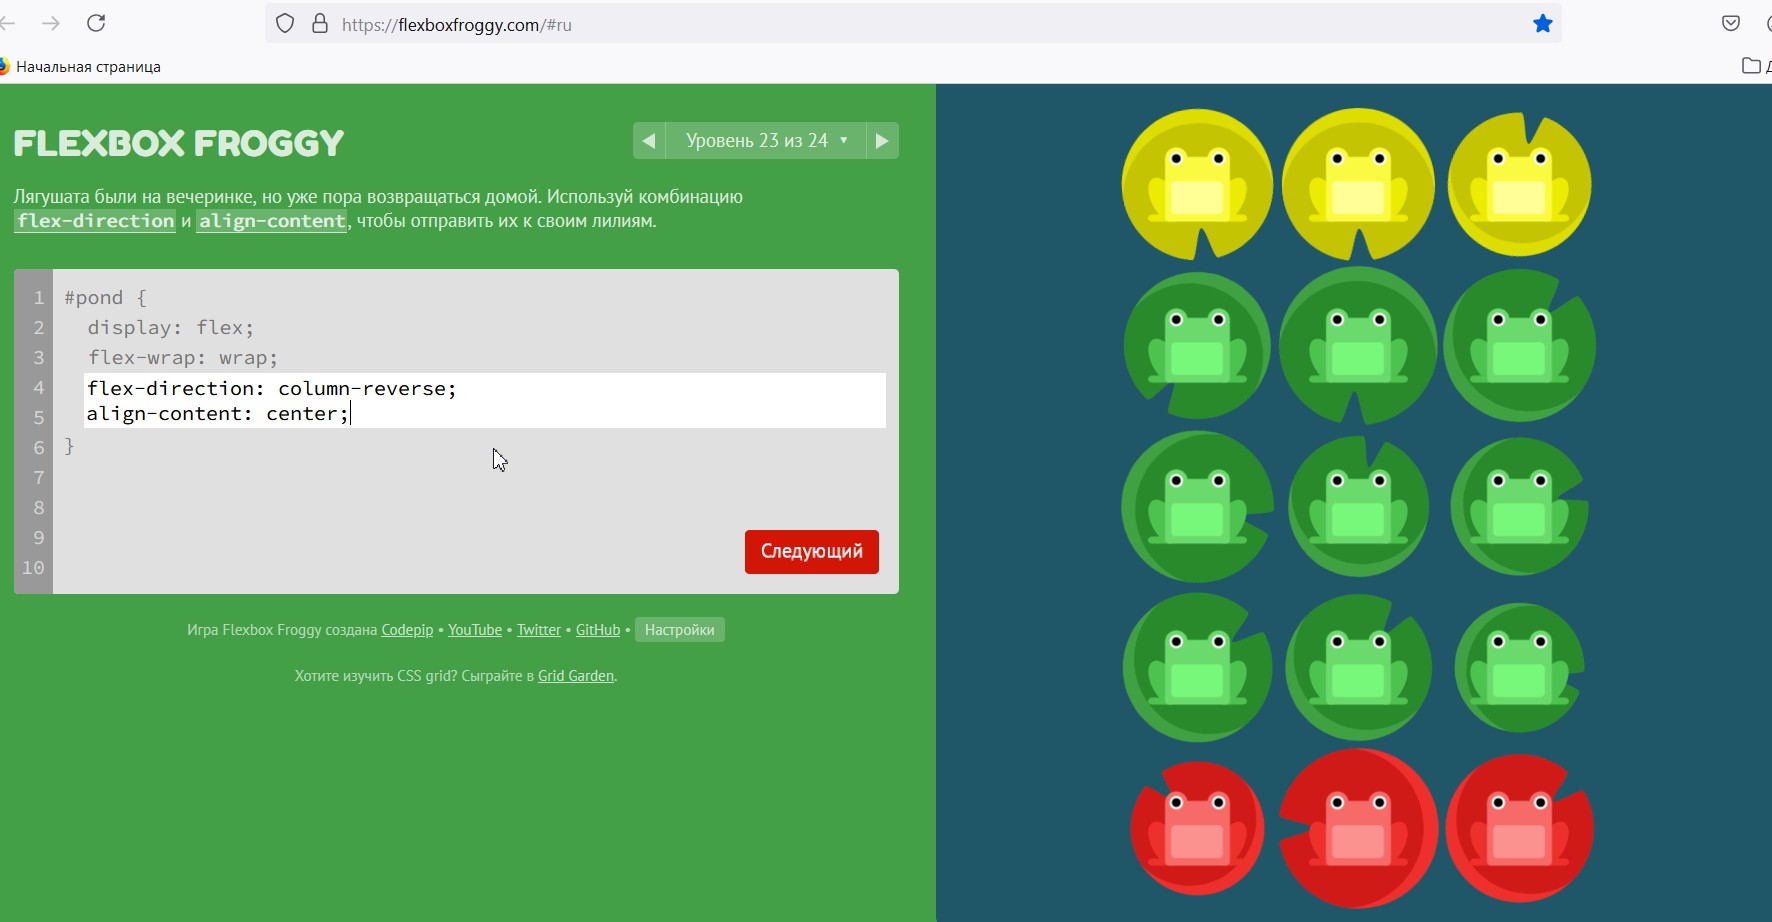 https://flexboxfroggy.com/#ru
Начальная страница
FLEXBOX FROGGY
Уровень 23 из 24
Лягушата были на вечеринке, но уже пора возвращаться домой. Используй комбинацию
flex-direction и align-content, чтобы отправить их к своим лилиям.
1 #pond {
2 display: flex;
3 flex-wrap: wrap;
4 flex-direction: column-reverse;
5 align-content: center;
6 }
7
8
9
10
Следующий
Игра Flexbox Froggy создана Codepip • YouTube • Twitter • GitHub • Настройки
Хотите изучить CSS grid? Сыграйте в Grid Garden.